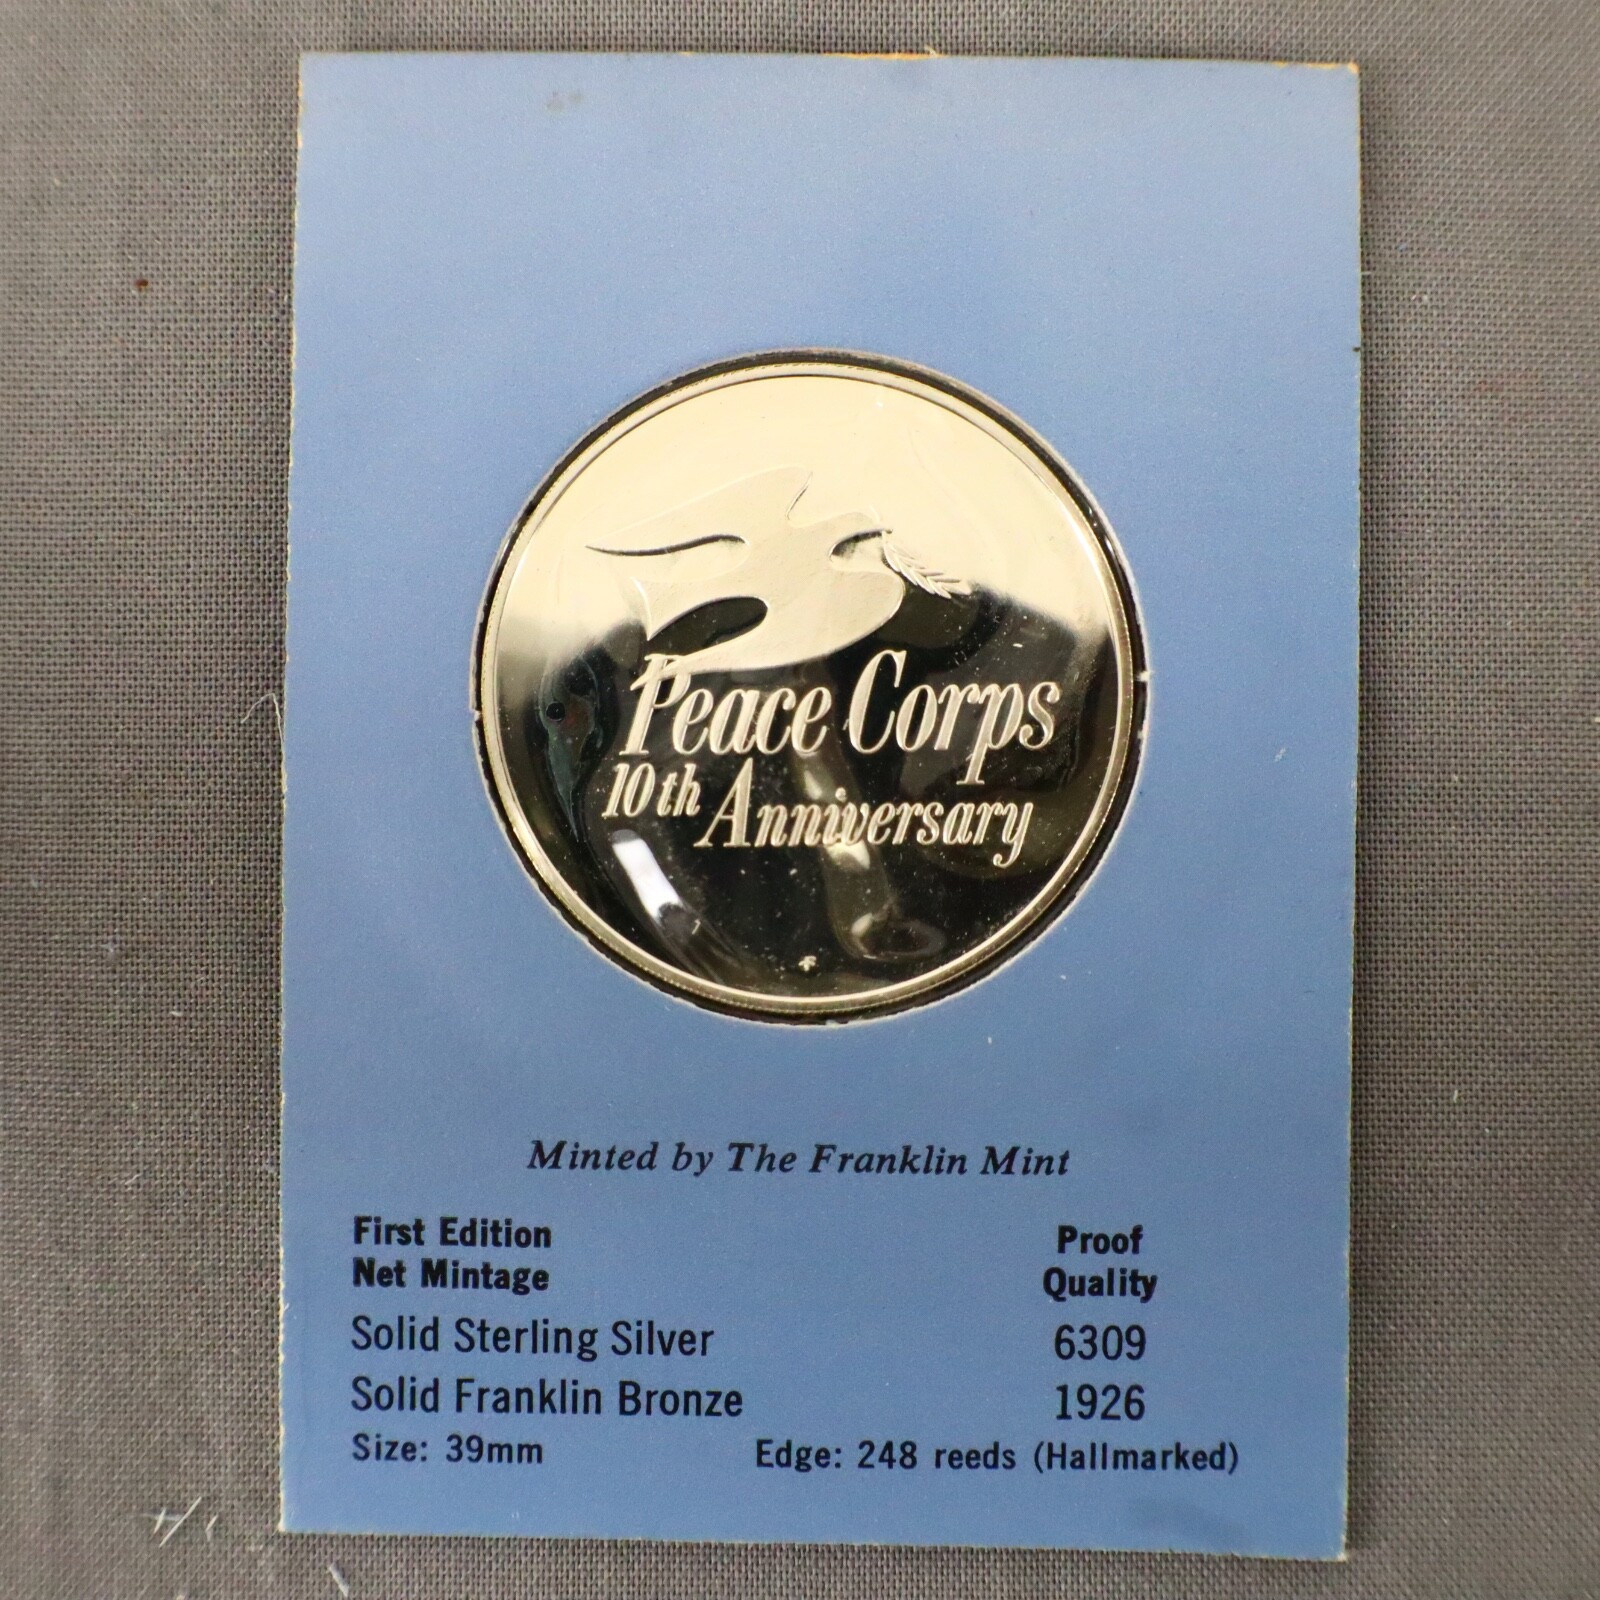 Peace Corps
10th Anniversary
Minted by The Franklin Mint
First Edition
Net Mintage
Proof
Quality
Solid Sterling Silver 6309
Solid Franklin Bronze 1926
Size: 39mm Edge: 248 reeds (Hallmarked)